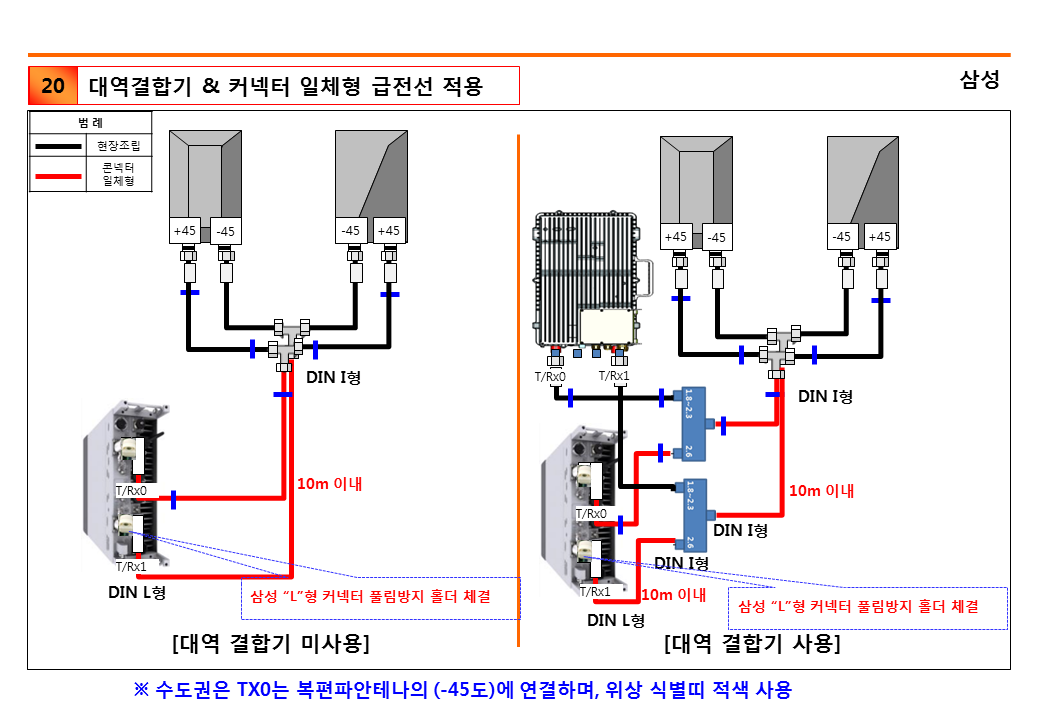 20
대역결합기 & 커넥터 일체형 급전선 적용
삼성
범 례
현장조립
콘넥터
일체형
+45
-45
-45
+45
DIN I형
T/Rx0
10m 이내
T/Rx1
DIN L형
삼성 “L”형 커넥터 풀림방지 홀더 체결
[대역 결합기 미사용]
+45
-45
-45
+45
T/Rx0
T/Rx1
DIN I형
1.8~2.3
2.6
10m 이내
1.8~2.3
2.6
T/Rx0
DIN I형
DIN I형
T/Rx1
10m 이내
DIN L형
삼성 “L”형 커넥터 풀림방지 홀더 체결
[대역 결합기 사용]
※ 수도권은 TX0는 복편파안테나의 (-45도)에 연결하며, 위상 식별띠 적색 사용